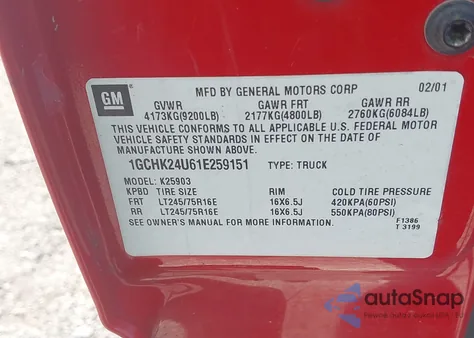 GM MFD BY GENERAL MOTORS CORP 02/01
GVWR GAWR FRT GAWR RR
4173KG(9200LB) 2177KG(4800LB) 2760KG(6084LB)
THIS VEHICLE CONFORMS TO ALL APPLICABLE U.S. FEDERAL MOTOR
VEHICLE SAFETY STANDARDS IN EFFECT ON THE DATE OF
MANUFACTURE SHOWN ABOVE.
1GCHK24U61E259151 TYPE: TRUCK
MODEL: K25903
KPBD TIRE SIZE RIM COLD TIRE PRESSURE
FRT LT245/75R16E 16X6.5J 420KPA(60PSI)
RR LT245/75R16E 16X6.5J 550KPA(80PSI)
SEE OWNER'S MANUAL FOR MORE INFORMATION.
F1386
T 3199
autoSnap